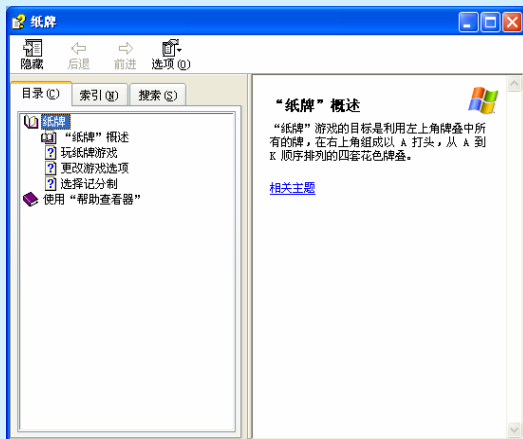 纸牌
隐藏
后退
前进
选项(O)
目录(C)
索引(N)
搜索(S)
纸牌
“纸牌”概述
玩纸牌游戏
更改游戏选项
选择记分制
使用“帮助查看器”
“纸牌”概述
“纸牌”游戏的目标是利用左上角牌叠中所
有的牌，在右上角组成以 A 打头，从 A 到
K 顺序排列的四套花色牌叠。
相关主题